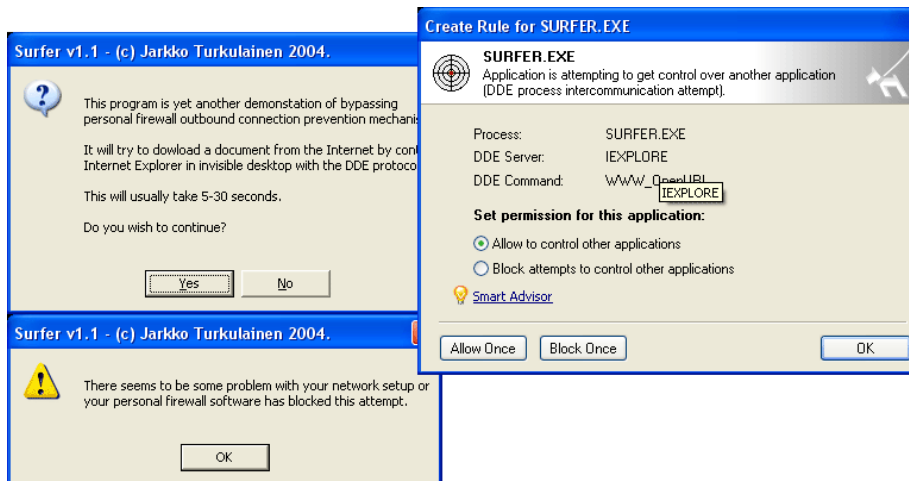 Surfer v1.1 - (c) Jarkko Turkulainen 2004.
This program is yet another demonstation of bypassing
personal firewall outbound connection prevention
It will try to dowload a document from the Internet by
Internet Explorer in invisible desktop with the DDE
This will usually take 5-30 seconds.
Do you wish to continue?
Yes
No
Create Rule for SURFER.EXE
SURFER.EXE
Application is attempting to get control over another application
(DDE process intercommunication attempt).
Process: SURFER.EXE
DDE Server: IEXPLORE
DDE Command:
IEXPLORE
Set permission for this application:
Allow to control other applications
Block attempts to control other applications
Smart Advisor
Allow Once
Block Once
OK
Surfer v1.1 - (c) Jarkko Turkulainen 2004.
There seems to be some problem with your network setup or
your personal firewall software has blocked this attempt.
OK